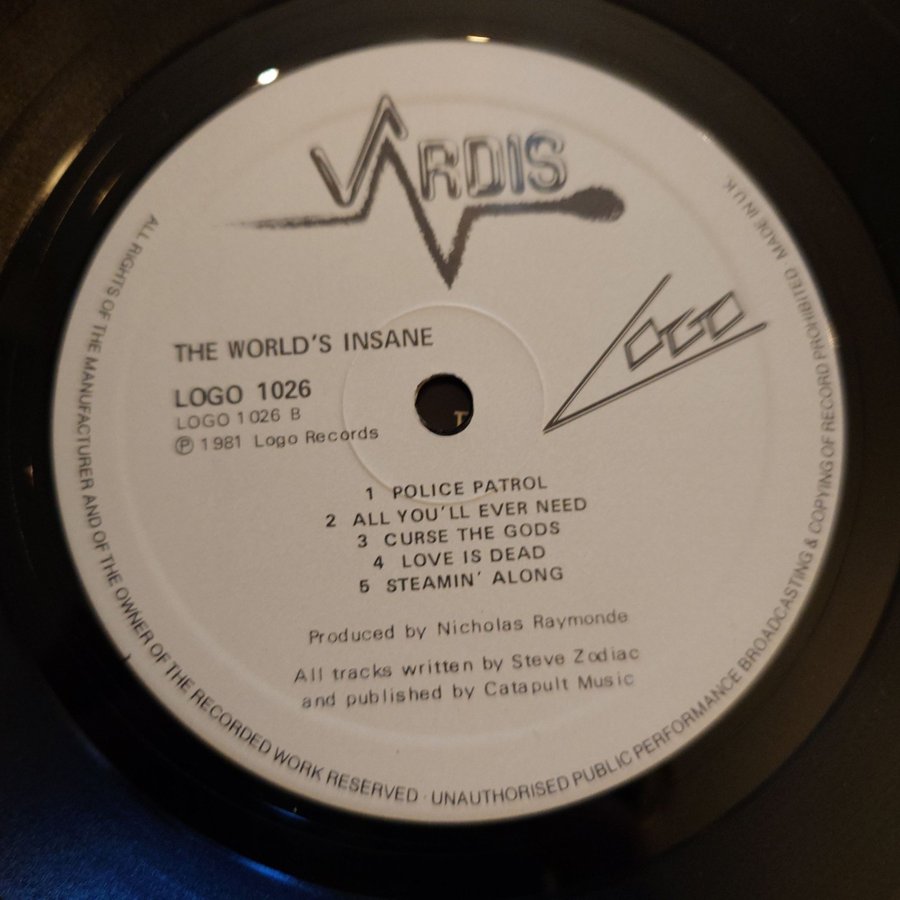 VARDIS
LOGO
THE WORLD'S INSANE
LOGO 1026
LOGO 1026 B
Ⓟ 1981 Logo Records
1 POLICE PATROL
2 ALL YOU'LL EVER NEED
3 CURSE THE GODS
4 LOVE IS DEAD
5 STEAMIN' ALONG
Produced by Nicholas Raymonde
All tracks written by Steve Zodiac
and published by Catapult Music
ALL RIGHTS OF THE MANUFACTURER AND OF THE OWNER OF THE RECORDED WORK RESERVED · UNAUTHORISED PUBLIC PERFORMANCE BROADCASTING & COPYING OF RECORD PROHIBITED · MADE IN U.K.
T